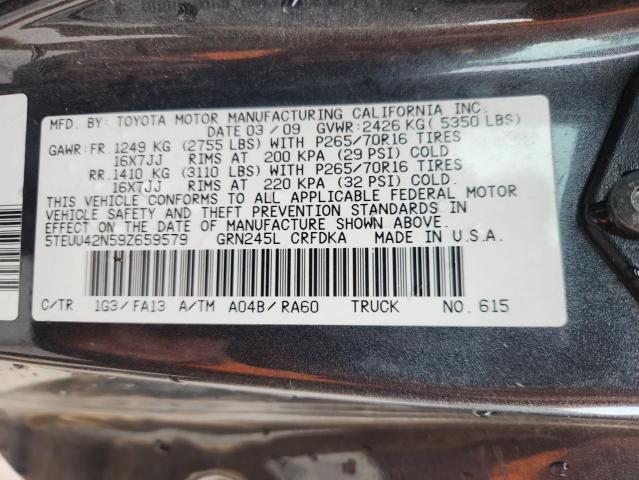 MFD. BY: TOYOTA MOTOR MANUFACTURING CALIFORNIA INC.
DATE 03/09 GVWR: 2426 KG( 5350 LBS)
GAWR: FR. 1249 KG (2755 LBS) WITH P265/70R16 TIRES
16X7JJ RIMS AT 200 KPA (29 PSI) COLD
RR. 1410 KG (3110 LBS) WITH P265/70R16 TIRES
16X7JJ RIMS AT 220 KPA (32 PSI) COLD
THIS VEHICLE CONFORMS TO ALL APPLICABLE FEDERAL MOTOR
VEHICLE SAFETY AND THEFT PREVENTION STANDARDS IN
EFFECT ON THE DATE OF MANUFACTURE SHOWN ABOVE.
5TEUU42N59Z659579 GRN245L CRFDKA MADE IN U.S.A.
C/TR 1G3/FA13 A/TM A04B/RA60 TRUCK NO. 615